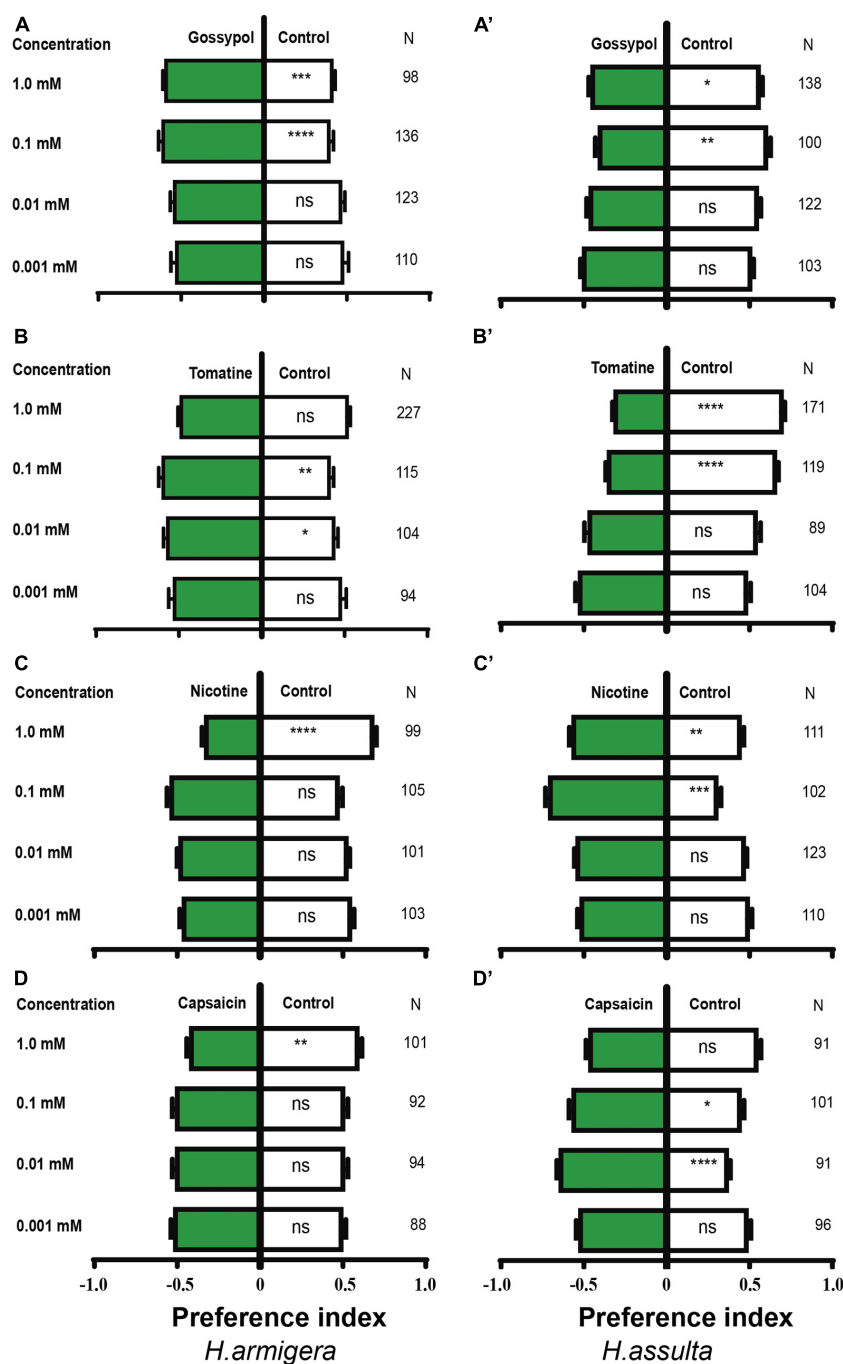 A
Concentration Gossypol Control N
1.0 mM *** 98
0.1 mM **** 136
0.01 mM ns 123
0.001 mM ns 110
A'
Gossypol Control N
* 138
** 100
ns 122
ns 103
B
Concentration Tomatine Control N
1.0 mM ns 227
0.1 mM ** 115
0.01 mM * 104
0.001 mM ns 94
B'
Tomatine Control N
**** 171
**** 119
ns 89
ns 104
C
Concentration Nicotine Control N
1.0 mM **** 99
0.1 mM ns 105
0.01 mM ns 101
0.001 mM ns 103
C'
Nicotine Control N
** 111
*** 102
ns 123
ns 110
D
Concentration Capsaicin Control N
1.0 mM ** 101
0.1 mM ns 92
0.01 mM ns 94
0.001 mM ns 88
-1.0 -0.5 0 0.5 1.0
Preference index
H.armigera
D'
Capsaicin Control N
ns 91
* 101
**** 91
ns 96
-1.0 -0.5 0 0.5 1.0
Preference index
H.assulta